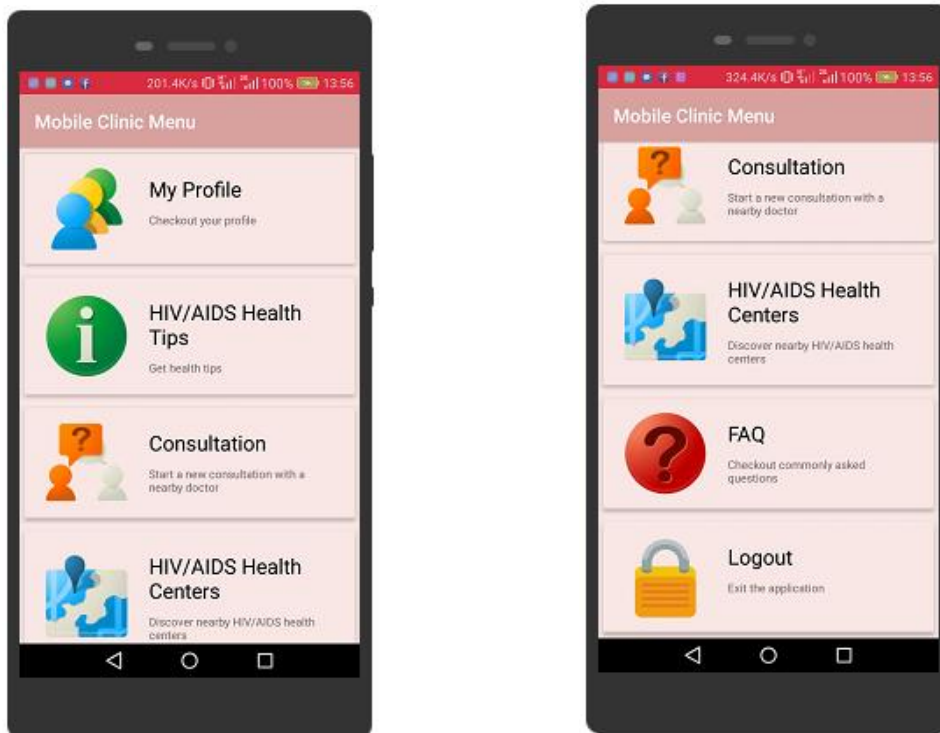 201.4K/s 100% 13:56
Mobile Clinic Menu
My Profile
Checkout your profile
HIV/AIDS Health
Tips
Get health tips
Consultation
Start a new consultation with a
nearby doctor
HIV/AIDS Health
Centers
Discover nearby HIV/AIDS health
centers
324.4K/s 100% 13:56
Mobile Clinic Menu
Consultation
Start a new consultation with a
nearby doctor
HIV/AIDS Health
Centers
Discover nearby HIV/AIDS health
centers
FAQ
Checkout commonly asked
questions
Logout
Exit the application